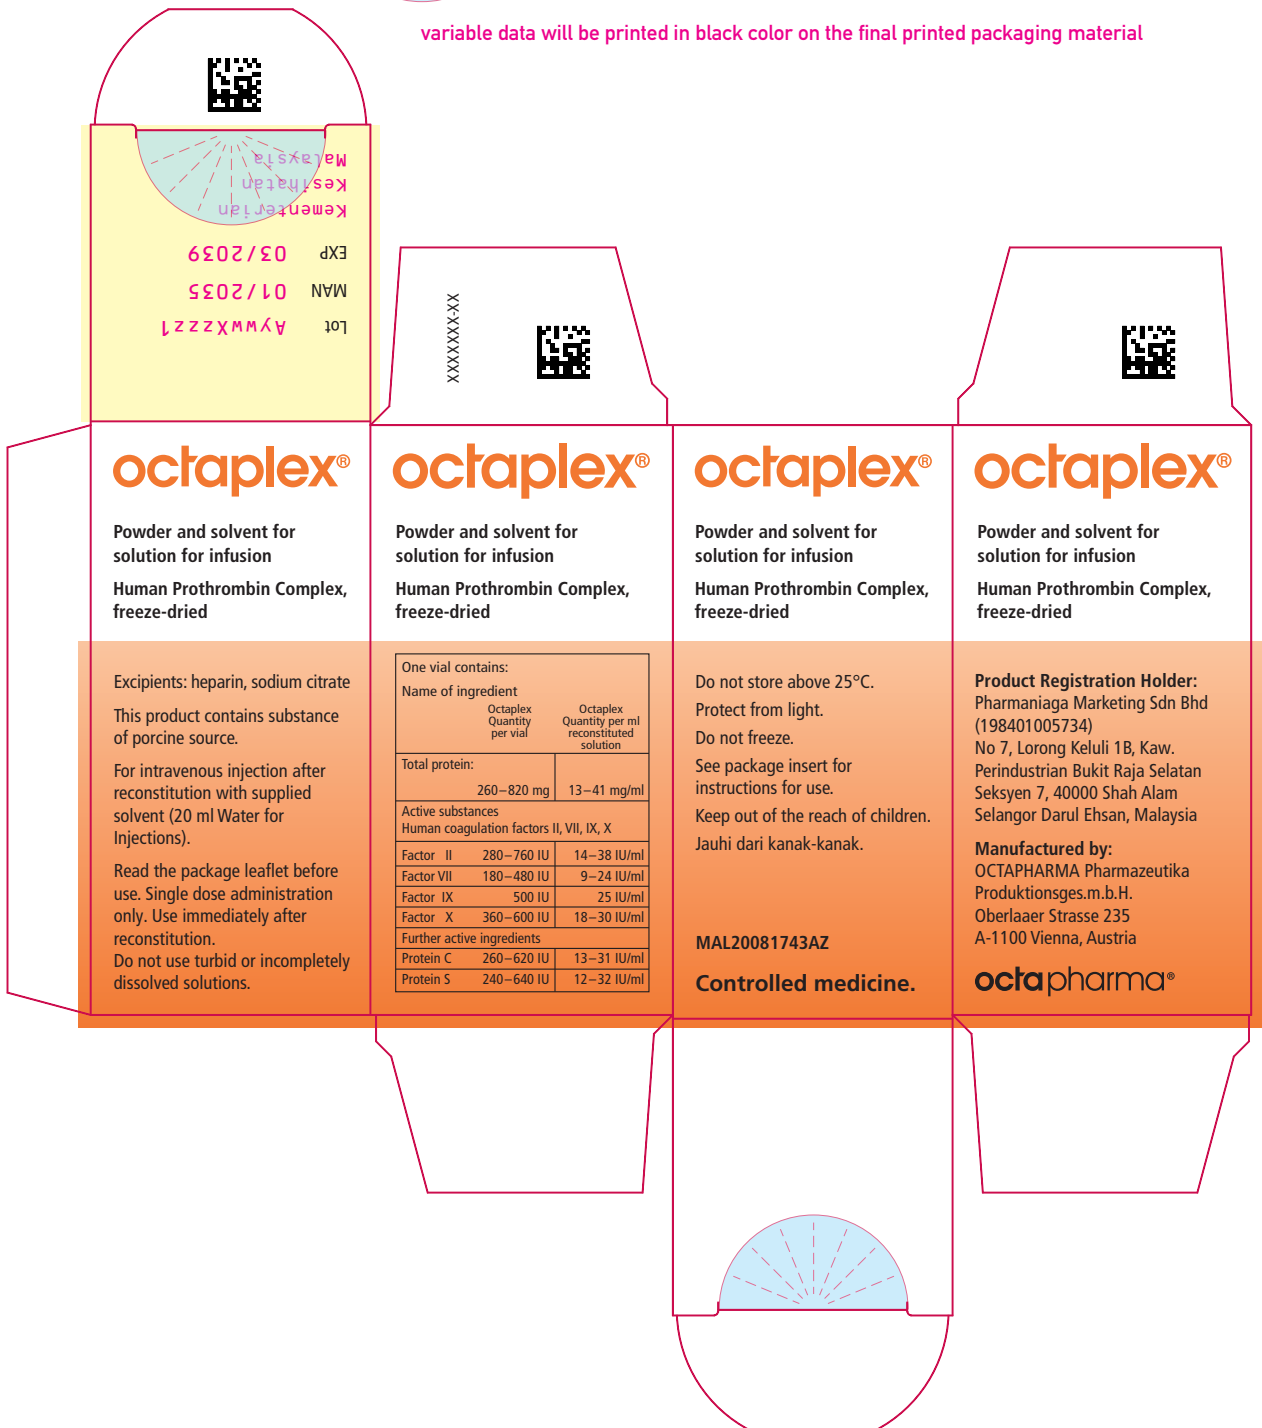 variable data will be printed in black color on the final printed packaging material
Lot AywwXzzz1
MAN 01/2035
EXP 03/2039
Kementerian
Kesihatan
Malaysia
XX-XXXXXXX
octaplex®
Powder and solvent for
solution for infusion
Human Prothrombin Complex,
freeze-dried
Excipients: heparin, sodium citrate
This product contains substance
of porcine source.
For intravenous injection after
reconstitution with supplied
solvent (20 ml Water for
Injections).
Read the package leaflet before
use. Single dose administration
only. Use immediately after
reconstitution.
Do not use turbid or incompletely
dissolved solutions.
octaplex®
Powder and solvent for
solution for infusion
Human Prothrombin Complex,
freeze-dried
One vial contains:
Name of ingredient
Octaplex
Quantity
per vial
Octaplex
Quantity per ml
reconstituted
solution
Total protein:
260–820 mg 13–41 mg/ml
Active substances
Human coagulation factors II, VII, IX, X
Factor II 280–760 IU 14–38 IU/ml
Factor VII 180–480 IU 9–24 IU/ml
Factor IX 500 IU 25 IU/ml
Factor X 360–600 IU 18–30 IU/ml
Further active ingredients
Protein C 260–620 IU 13–31 IU/ml
Protein S 240–640 IU 12–32 IU/ml
octaplex®
Powder and solvent for
solution for infusion
Human Prothrombin Complex,
freeze-dried
Do not store above 25°C.
Protect from light.
Do not freeze.
See package insert for
instructions for use.
Keep out of the reach of children.
Jauhi dari kanak-kanak.
MAL20081743AZ
Controlled medicine.
octaplex®
Powder and solvent for
solution for infusion
Human Prothrombin Complex,
freeze-dried
Product Registration Holder:
Pharmaniaga Marketing Sdn Bhd
(198401005734)
No 7, Lorong Keluli 1B, Kaw.
Perindustrian Bukit Raja Selatan
Seksyen 7, 40000 Shah Alam
Selangor Darul Ehsan, Malaysia
Manufactured by:
OCTAPHARMA Pharmazeutika
Produktionsges.m.b.H.
Oberlaaer Strasse 235
A-1100 Vienna, Austria
octapharma®